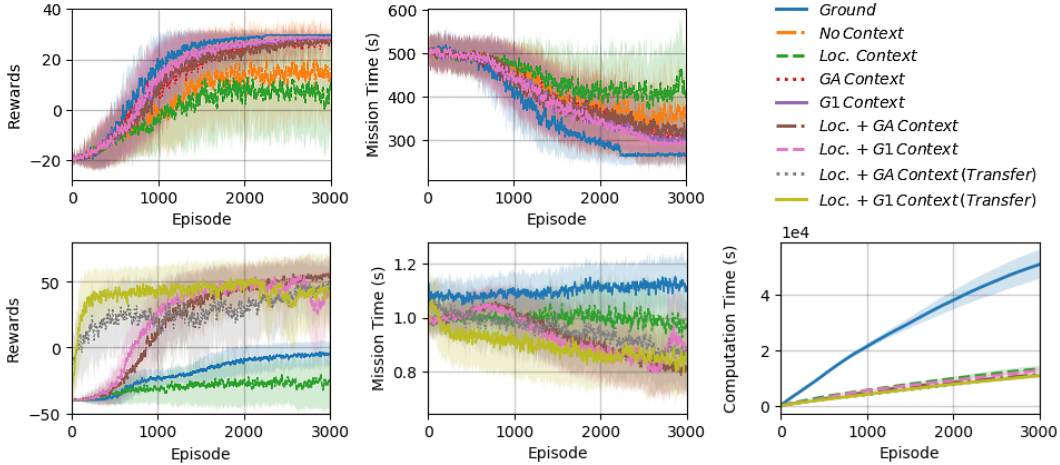 40
20
0
−20
Rewards
0
1000
2000
3000
Episode
600
500
400
300
Mission Time (s)
0
1000
2000
3000
Episode
Ground
No Context
Loc. Context
GA Context
G1 Context
Loc. + GA Context
Loc. + G1 Context
Loc. + GA Context (Transfer)
Loc. + G1 Context (Transfer)
50
0
−50
Rewards
0
1000
2000
3000
Episode
1.2
1.0
0.8
Mission Time (s)
0
1000
2000
3000
Episode
1e4
4
2
0
Computation Time (s)
0
1000
2000
3000
Episode